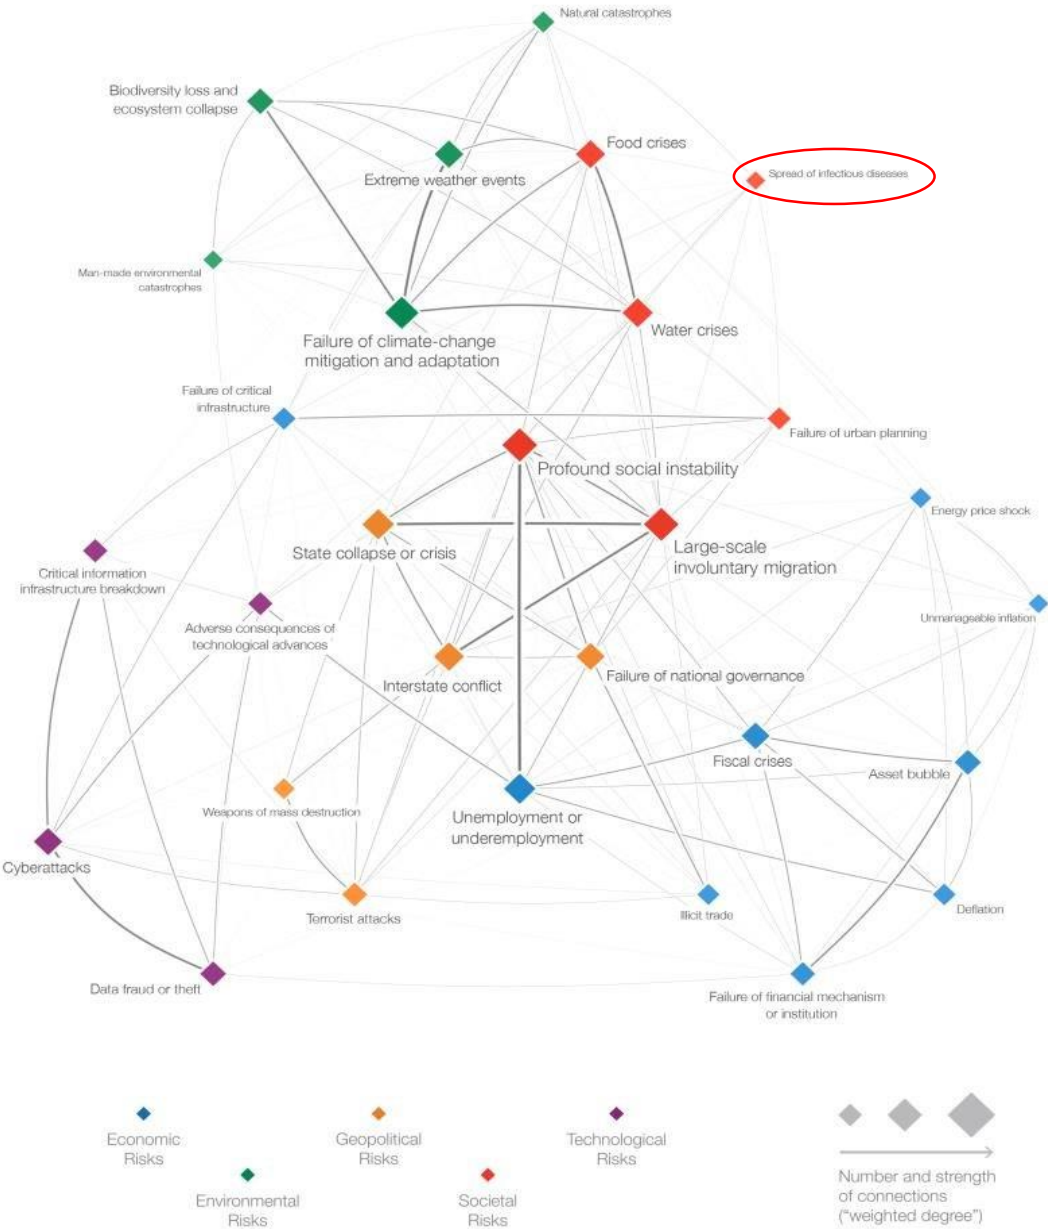 Natural catastrophes
Biodiversity loss and
ecosystem collapse
Food crises
Extreme weather events
Spread of infectious diseases
Man-made environmental
catastrophes
Failure of climate-change
mitigation and adaptation
Water crises
Failure of critical
infrastructure
Failure of urban planning
Profound social instability
Energy price shock
State collapse or crisis
Large-scale
involuntary migration
Critical information
infrastructure breakdown
Adverse consequences of
technological advances
Unmanageable inflation
Interstate conflict
Failure of national governance
Fiscal crises
Asset bubble
Weapons of mass destruction
Unemployment or
underemployment
Cyberattacks
Terrorist attacks
Illicit trade
Deflation
Data fraud or theft
Failure of financial mechanism
or institution
Economic
Risks
Geopolitical
Risks
Technological
Risks
Environmental
Risks
Societal
Risks
Number and strength
of connections
("weighted degree")